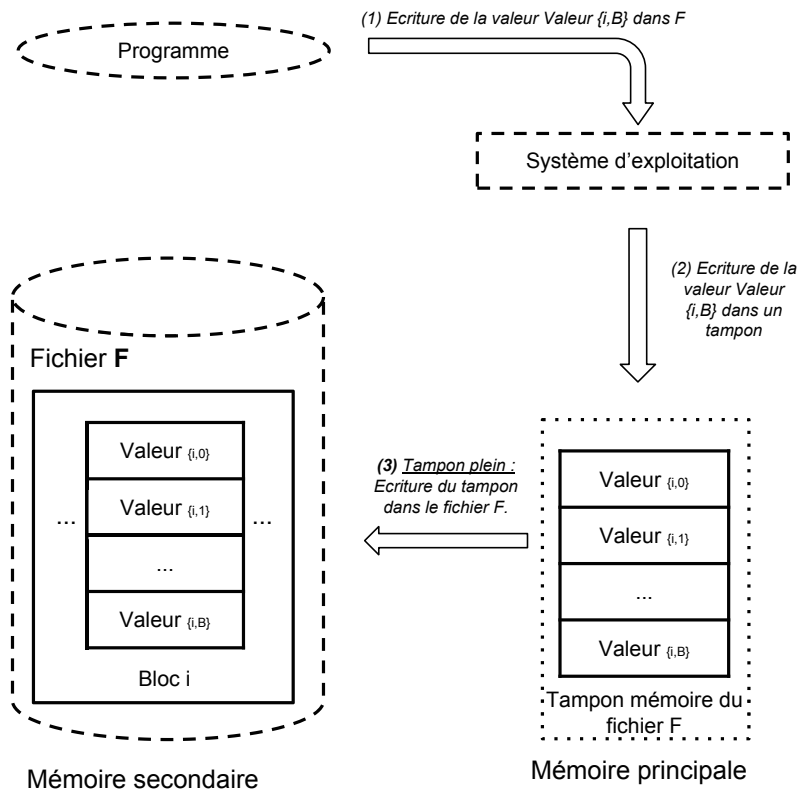 (1) Ecriture de la valeur Valeur {i,B} dans F
Programme
Système d'exploitation
(2) Ecriture de la
valeur Valeur
{i,B} dans un
tampon
Fichier F
Valeur {i,0}
Valeur {i,1}
...
Valeur {i,B}
...
...
Bloc i
(3) Tampon plein :
Ecriture du tampon
dans le fichier F.
Valeur {i,0}
Valeur {i,1}
...
Valeur {i,B}
Tampon mémoire du
fichier F
Mémoire secondaire
Mémoire principale